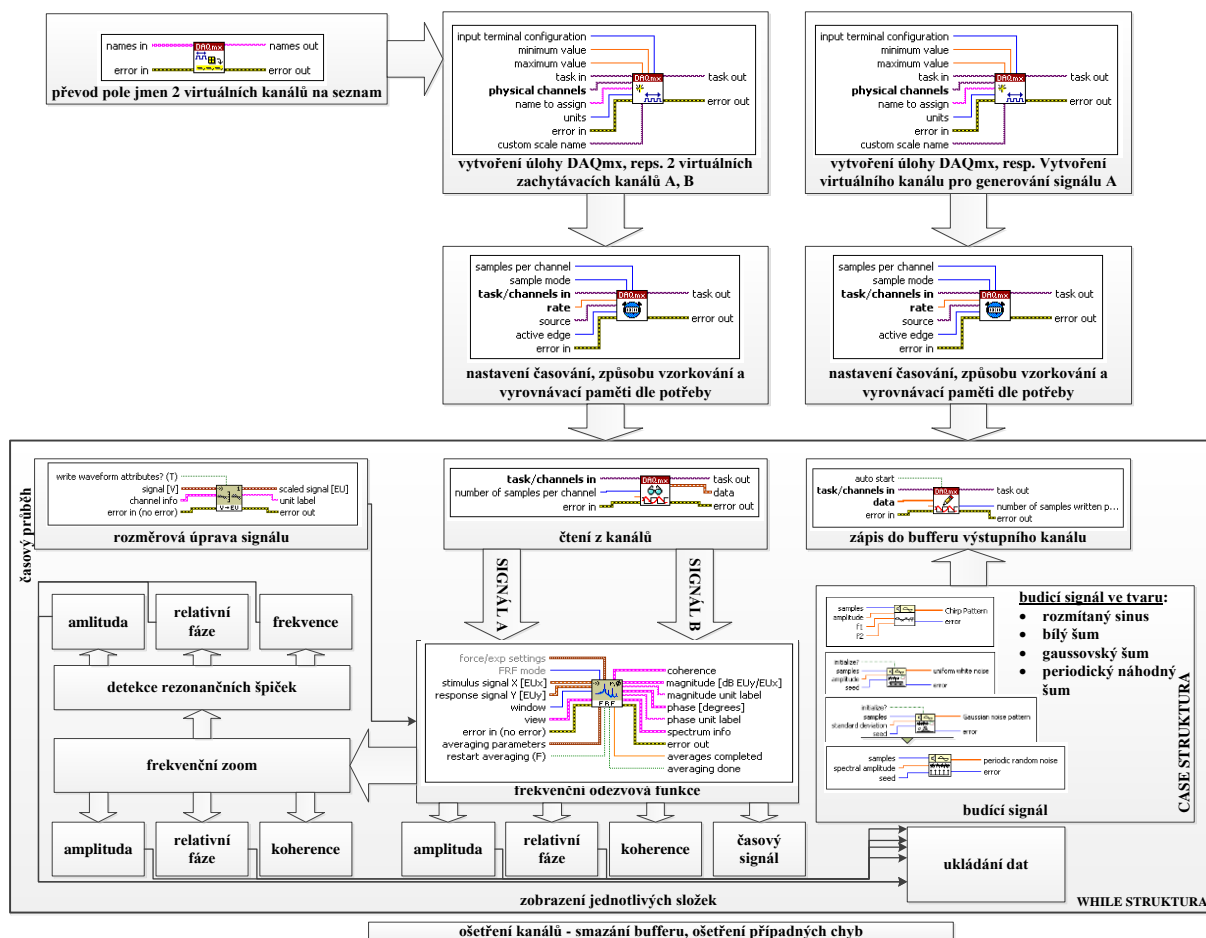 names in
names out
error in
error out
převod pole jmen 2 virtuálních kanálů na seznam
input terminal configuration
minimum value
maximum value
task in
task out
physical channels
name to assign
error out
units
error in
custom scale name
DAQmx
vytvoření úlohy DAQmx, reps. 2 virtuálních
zachytávacích kanálů A, B
input terminal configuration
minimum value
maximum value
task in
task out
physical channels
name to assign
error out
units
error in
custom scale name
DAQmx
vytvoření úlohy DAQmx, resp. Vytvoření
virtuálního kanálu pro generování signálu A
samples per channel
sample mode
task/channels in
task out
rate
source
error out
active edge
error in
DAQmx
nastavení časování, způsobu vzorkování a
vyrovnávací paměti dle potřeby
samples per channel
sample mode
task/channels in
task out
rate
source
error out
active edge
error in
DAQmx
nastavení časování, způsobu vzorkování a
vyrovnávací paměti dle potřeby
časový průběh
write waveform attributes? (T)
signal [V]
scaled signal [EU]
channel info
unit label
error in (no error)
error out
V→EU
rozměrová úprava signálu
task/channels in
task out
number of samples per channel
data
error in
error out
DAQmx
čtení z kanálů
auto start
task/channels in
task out
data
number of samples written p...
error in
error out
DAQmx
zápis do bufferu výstupního kanálu
SIGNÁL A
SIGNÁL B
amlituda
relativní
fáze
frekvence
detekce rezonančních špiček
frekvenční zoom
amplituda
relativní
fáze
koherence
force/exp settings
coherence
FRF mode
magnitude [dB EUy/EUx]
stimulus signal X [EUx]
magnitude unit label
response signal Y [EUy]
phase [degrees]
window
phase unit label
view
spectrum info
error in (no error)
error out
averaging parameters
averages completed
restart averaging (F)
averaging done
FRF
frekvenční odezvová funkce
amplituda
relativní
fáze
koherence
časový
signál
samples
Chirp Pattern
amplitude
error
f1
f2
initialize?
samples
uniform white noise
amplitude
seed
error
initialize?
samples
Gaussian noise pattern
standard deviation
seed
error
samples
periodic random noise
spectral amplitude
error
seed
budicí signál ve tvaru:
• rozmítaný sinus
• bílý šum
• gaussovský šum
• periodický náhodný
šum
budící signál
CASE STRUKTURA
ukládání dat
zobrazení jednotlivých složek
WHILE STRUKTURA
ošetření kanálů - smazání bufferu, ošetření případných chyb